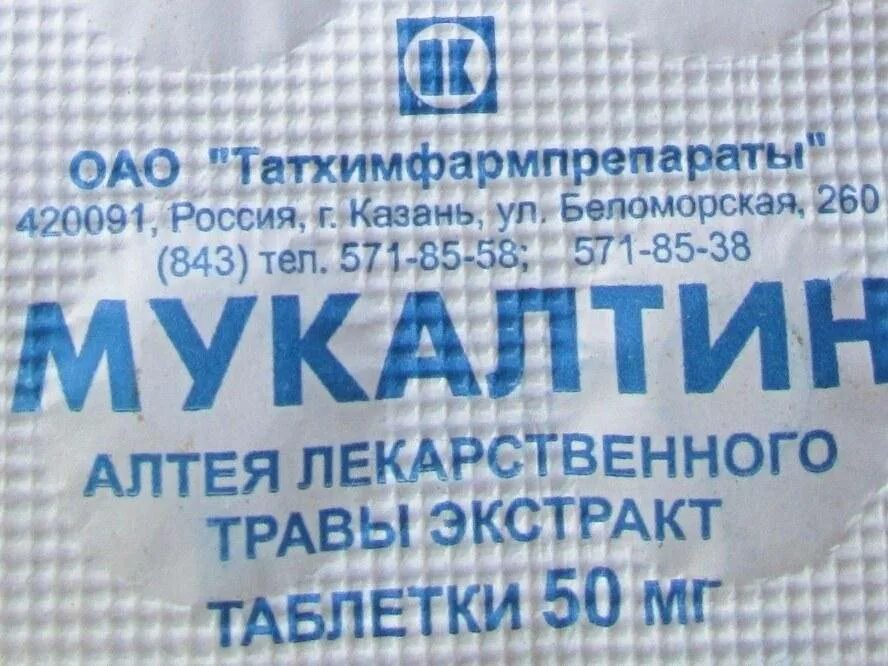 ОАО "Татхимфармпрепараты"
420091, Россия, г. Казань, ул. Беломорская, 260
(843) тел. 571-85-58; 571-85-38
МУКАЛТИН
АЛТЕЯ ЛЕКАРСТВЕННОГО
ТРАВЫ ЭКСТРАКТ
ТАБЛЕТКИ 50 мг